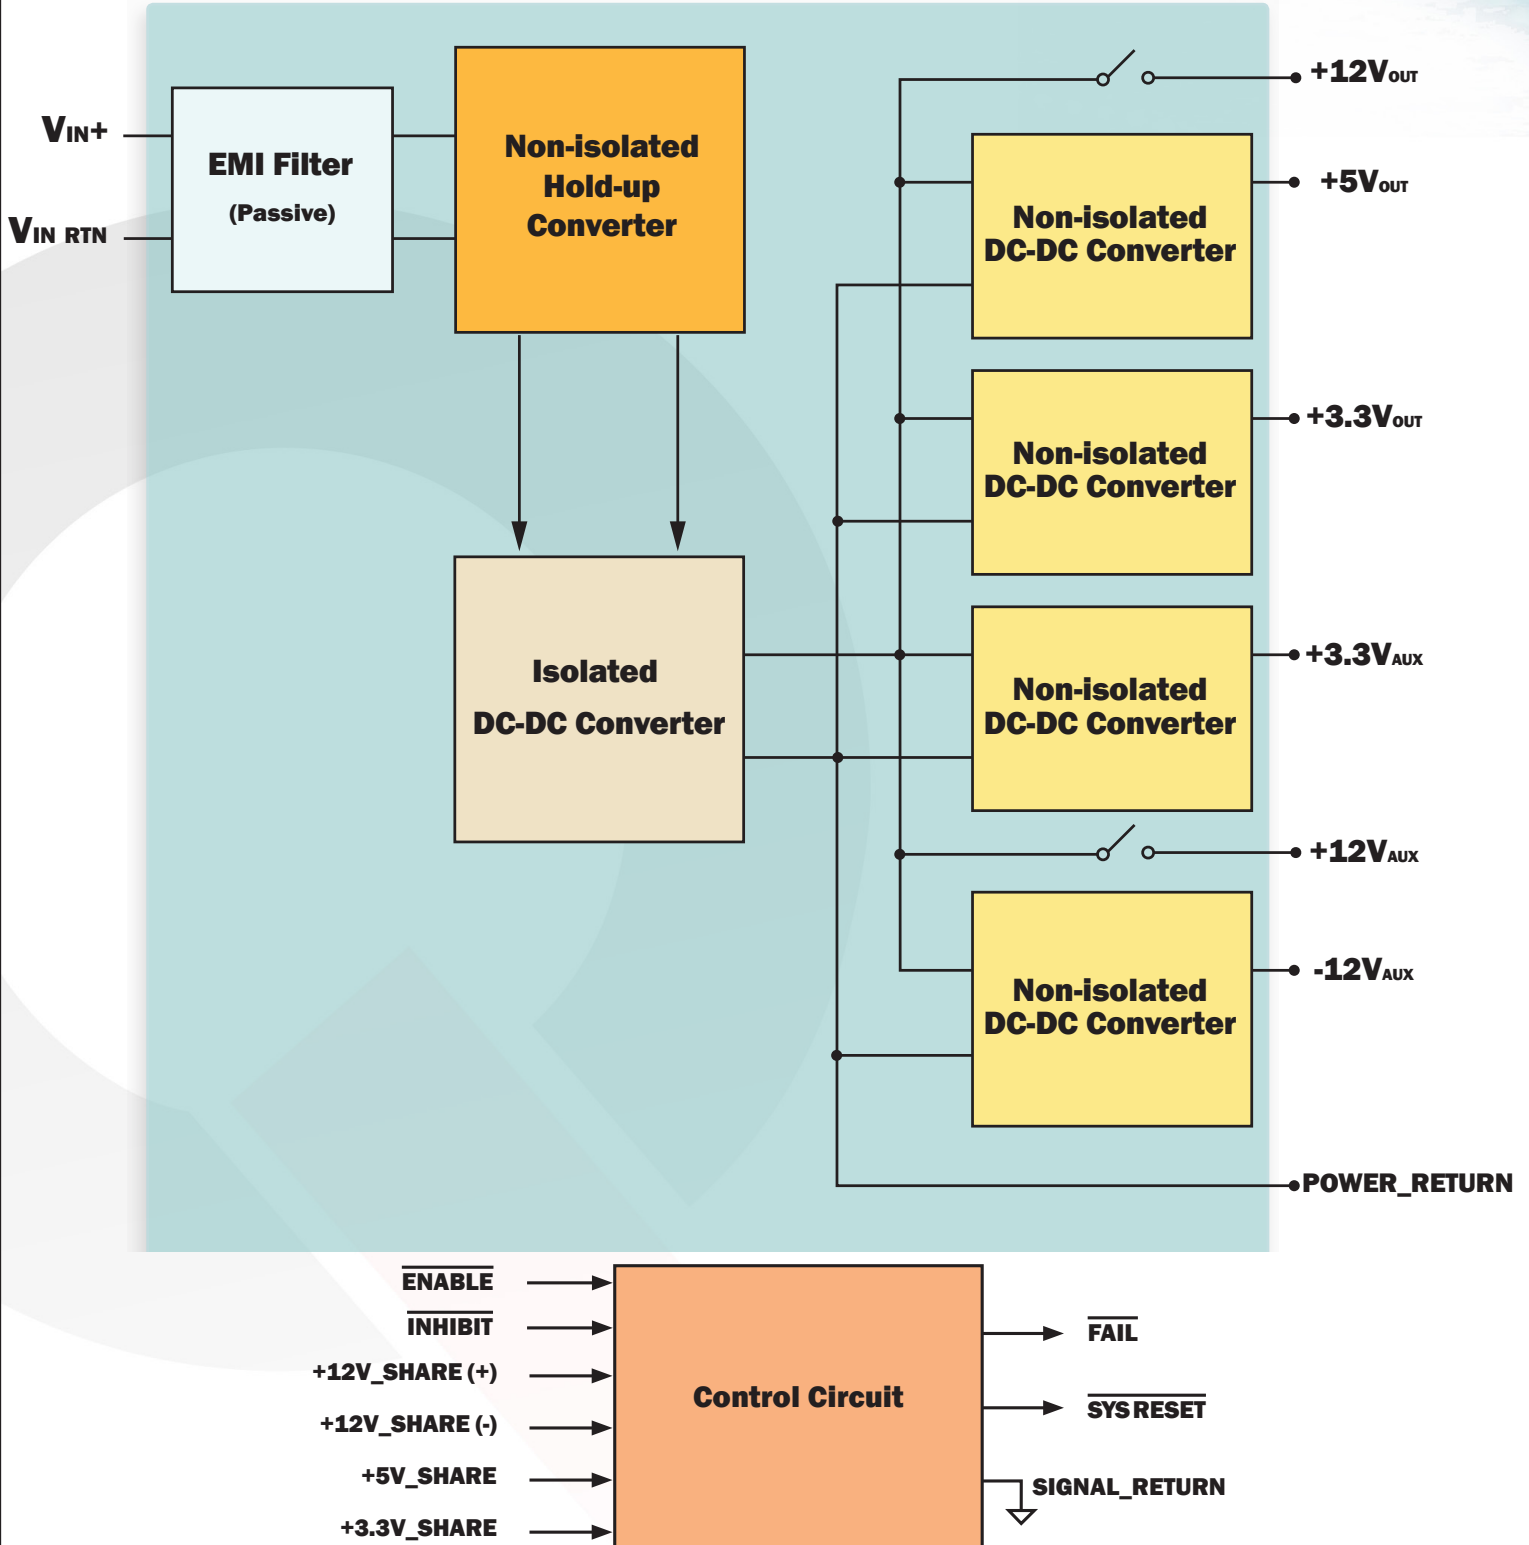 VIN+
VIN RTN
EMI Filter
(Passive)
Non-isolated
Hold-up
Converter
+12VOUT
+5VOUT
Non-isolated
DC-DC Converter
+3.3VOUT
Non-isolated
DC-DC Converter
Isolated
DC-DC Converter
+3.3VAUX
Non-isolated
DC-DC Converter
+12VAUX
-12VAUX
Non-isolated
DC-DC Converter
POWER_RETURN
ENABLE
INHIBIT
+12V_SHARE (+)
+12V_SHARE (-)
+5V_SHARE
+3.3V_SHARE
Control Circuit
FAIL
SYS RESET
SIGNAL_RETURN